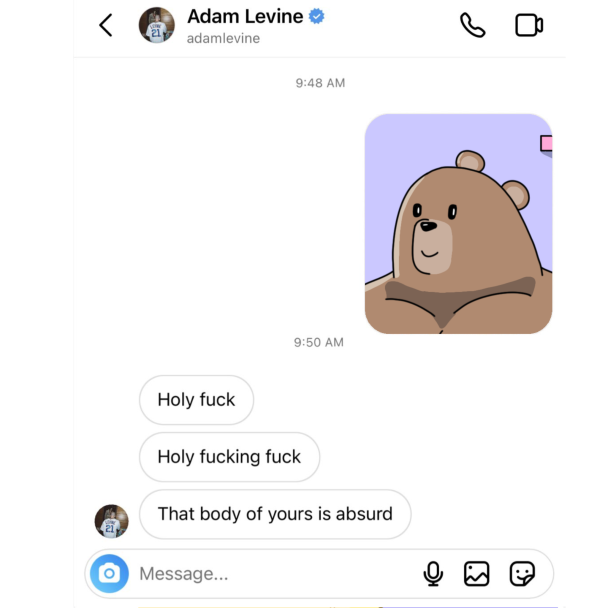 Adam Levine
adamlevine
9:48 AM
9:50 AM
Holy fuck
Holy fucking fuck
That body of yours is absurd
Message...